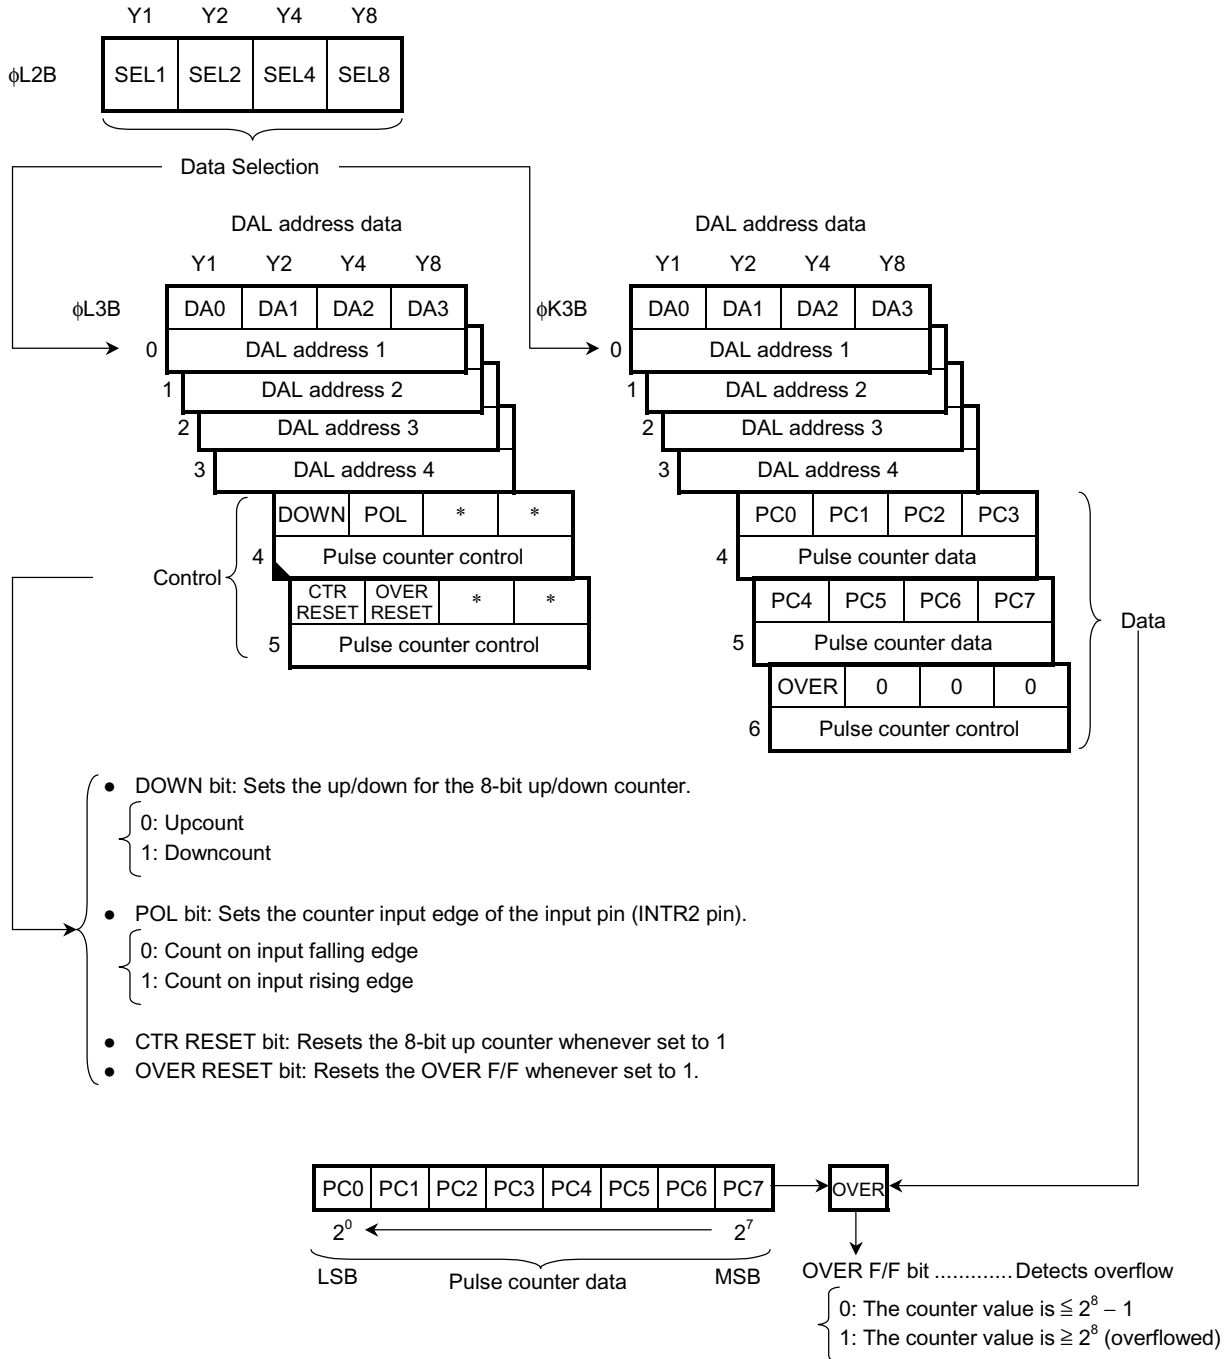 Y1 Y2 Y4 Y8
ϕL2B SEL1 SEL2 SEL4 SEL8
Data Selection
DAL address data
Y1 Y2 Y4 Y8
ϕL3B DA0 DA1 DA2 DA3
0 DAL address 1
1 DAL address 2
2 DAL address 3
3 DAL address 4
DOWN POL * *
4 Pulse counter control
Control
CTR RESET OVER RESET * *
5 Pulse counter control
DAL address data
Y1 Y2 Y4 Y8
ϕK3B DA0 DA1 DA2 DA3
0 DAL address 1
1 DAL address 2
2 DAL address 3
3 DAL address 4
PC0 PC1 PC2 PC3
4 Pulse counter data
PC4 PC5 PC6 PC7
5 Pulse counter data
Data
OVER 0 0 0
6 Pulse counter control
● DOWN bit: Sets the up/down for the 8-bit up/down counter.
0: Upcount
1: Downcount
● POL bit: Sets the counter input edge of the input pin (INTR2 pin).
0: Count on input falling edge
1: Count on input rising edge
● CTR RESET bit: Resets the 8-bit up counter whenever set to 1
● OVER RESET bit: Resets the OVER F/F whenever set to 1.
PC0 PC1 PC2 PC3 PC4 PC5 PC6 PC7 OVER
2⁰ 2⁷
LSB Pulse counter data MSB
OVER F/F bit .............Detects overflow
0: The counter value is ≦ 2⁸ – 1
1: The counter value is ≧ 2⁸ (overflowed)